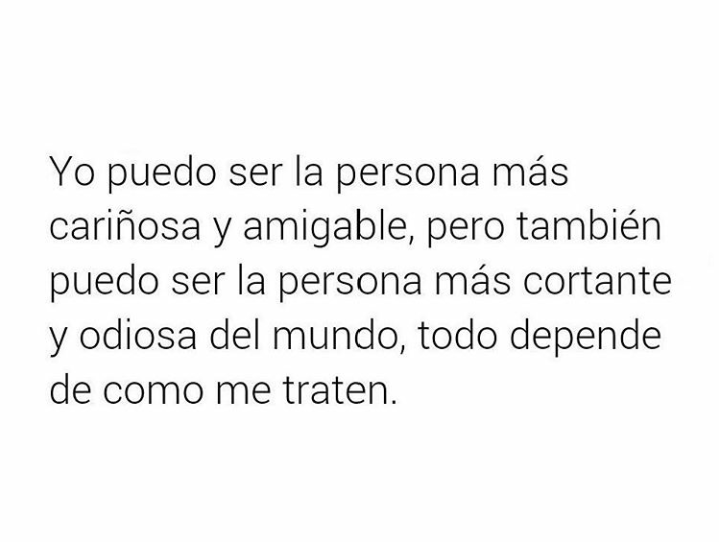 Yo puedo ser la persona más
cariñosa y amigable, pero también
puedo ser la persona más cortante
y odiosa del mundo, todo depende
de como me traten.